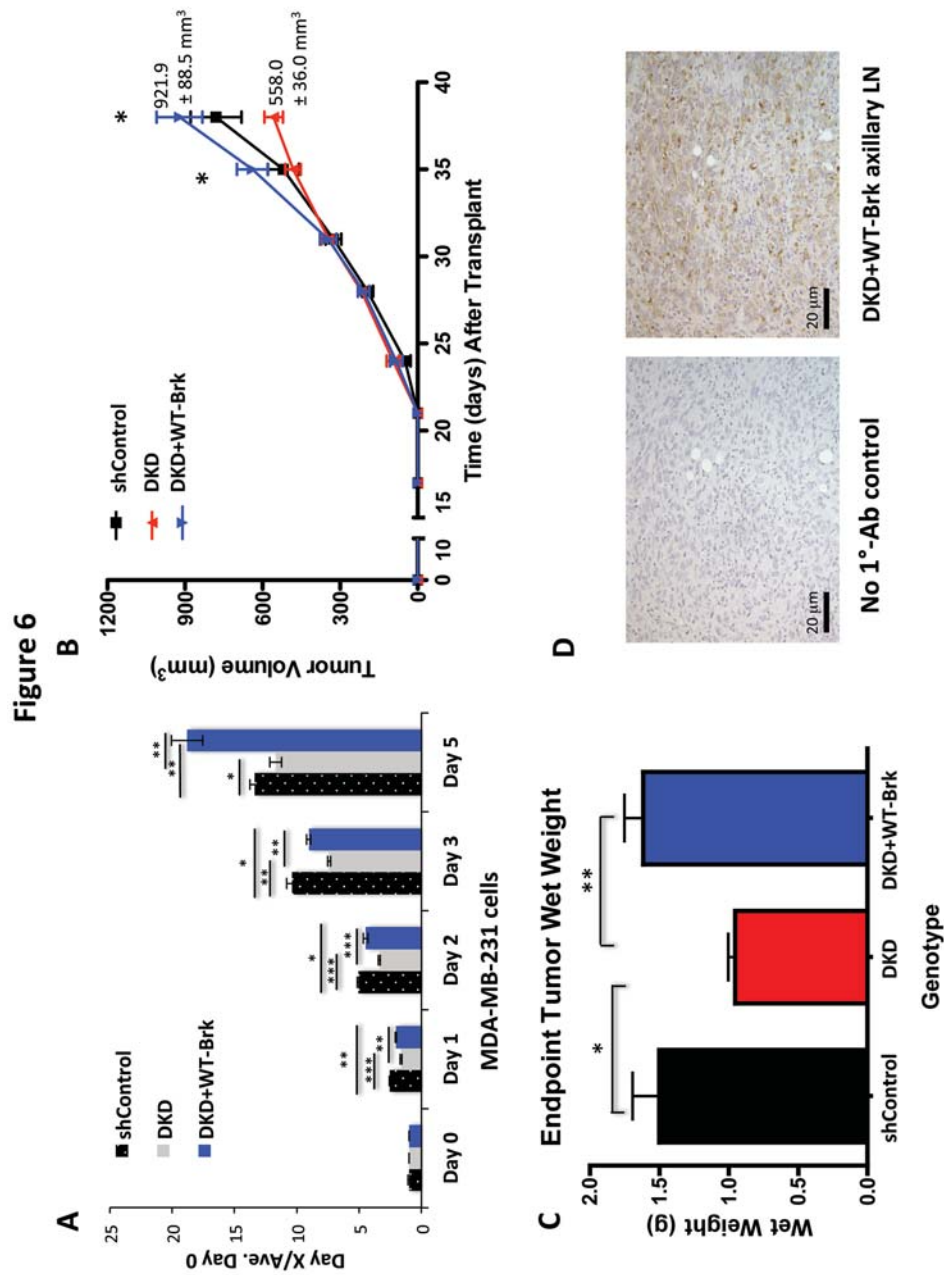 Figure 6
A
shControl
DKD
DKD+WT-Brk
Day X/Ave. Day 0
25
20
15
10
5
0
** *** **
* *** ***
* ** **
** ** *
Day 0 Day 1 Day 2 Day 3 Day 5
MDA-MB-231 cells
B
shControl
DKD
DKD+WT-Brk
Tumor Volume (mm3)
1200
900
600
300
0
0 10 15 20 25 30 35 40
Time (days) After Transplant
*
*
921.9
± 88.5 mm3
558.0
± 36.0 mm3
C
Endpoint Tumor Wet Weight
Wet Weight (g)
2.0
1.5
1.0
0.5
0.0
*
**
shControl DKD DKD+WT-Brk
Genotype
D
20 µm
20 µm
No 1°-Ab control
DKD+WT-Brk axillary LN